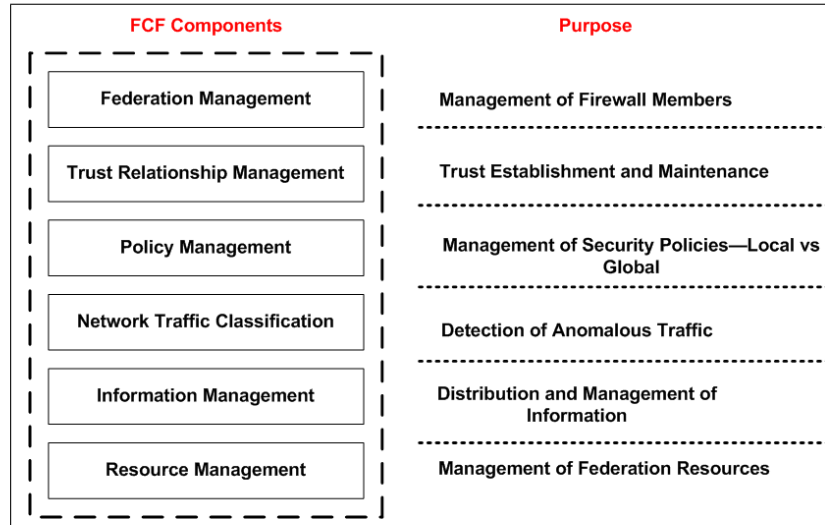 FCF Components
Purpose
Federation Management
Management of Firewall Members
Trust Relationship Management
Trust Establishment and Maintenance
Policy Management
Management of Security Policies—Local vs
Global
Network Traffic Classification
Detection of Anomalous Traffic
Information Management
Distribution and Management of
Information
Resource Management
Management of Federation Resources